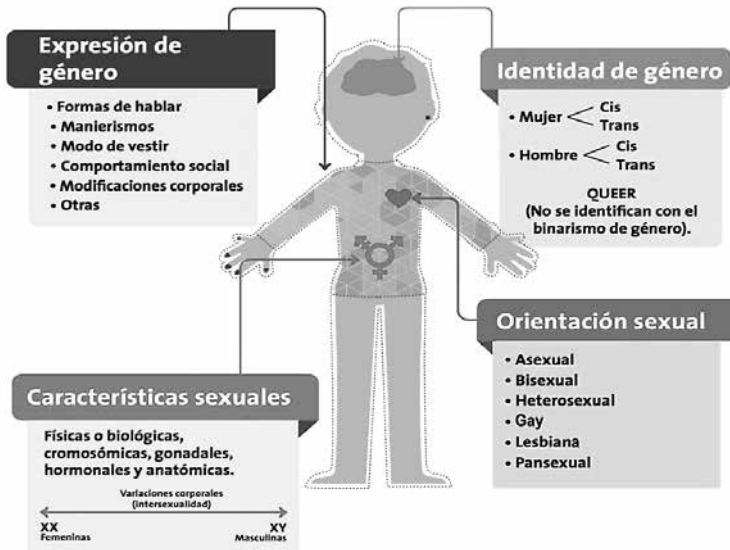 Expresión de
género
• Formas de hablar
• Manierismos
• Modo de vestir
• Comportamiento social
• Modificaciones corporales
• Otras
Identidad de género
• Mujer
Cis
Trans
• Hombre
Cis
Trans
QUEER
(No se identifican con el
binarismo de género).
Orientación sexual
• Asexual
• Bisexual
• Heterosexual
• Gay
• Lesbiana
• Pansexual
Características sexuales
Físicas o biológicas,
cromosómicas, gonadales,
hormonales y anatómicas.
Variaciones corporales
(intersexualidad)
XX
Femeninas
XY
Masculinas